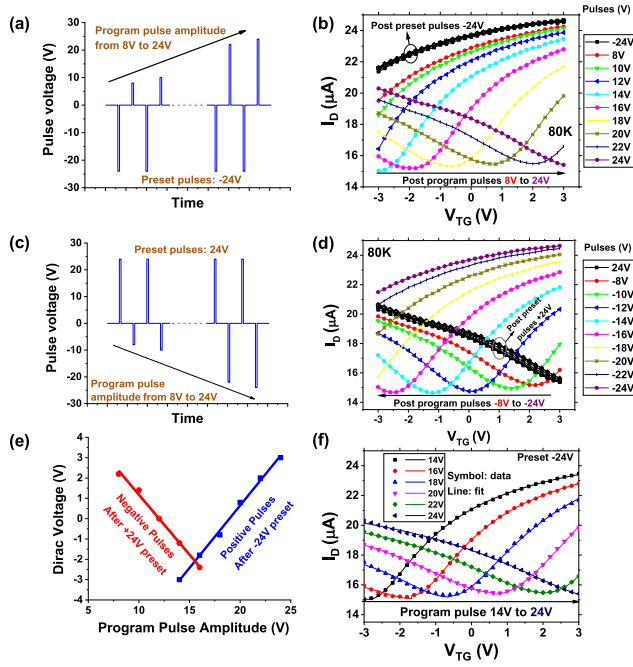 (a)
Program pulse amplitude
from 8V to 24V
Pulse voltage (V)
30
20
10
0
-10
-20
-30
Preset pulses: -24V
Time
(b)
Post preset pulses -24V
I_D (μA)
24
22
20
18
16
14
80K
Post program pulses 8V to 24V
-3 -2 -1 0 1 2 3
V_TG (V)
Pulses (V)
-24V
8V
10V
12V
14V
16V
18V
20V
22V
24V
(c)
Preset pulses: 24V
Pulse voltage (V)
30
20
10
0
-10
-20
-30
Program pulse
amplitude from 8V to 24V
Time
(d)
80K
I_D (μA)
24
22
20
18
16
14
Post preset
pulses +24V
Post program pulses -8V to -24V
-3 -2 -1 0 1 2 3
V_TG (V)
Pulses (V)
24V
-8V
-10V
-12V
-14V
-16V
-18V
-20V
-22V
-24V
(e)
Dirac Voltage (V)
4
3
2
1
0
-1
-2
-3
-4
Negative Pulses
After +24V preset
Positive Pulses
After -24V preset
5 10 15 20 25
Program Pulse Amplitude (V)
(f)
Preset -24V
14V
16V
18V
20V
22V
24V
Symbol: data
Line: fit
I_D (μA)
26
24
22
20
18
16
14
Program pulse 14V to 24V
-3 -2 -1 0 1 2 3
V_TG (V)